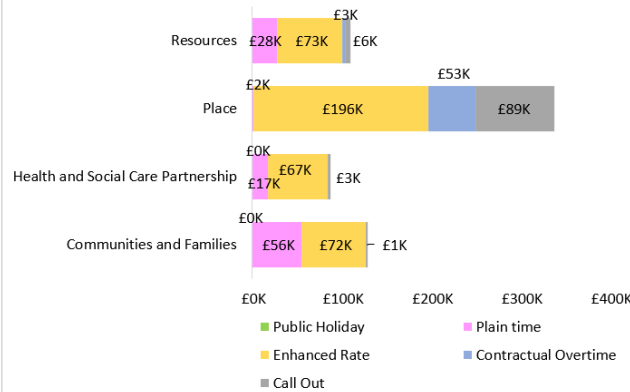 £3K
Resources £28K £73K £6K
£53K
£2K
Place £196K £89K
£0K
£67K
Health and Social Care Partnership £17K £3K
£0K
Communities and Families £56K £72K £1K
£0K £100K £200K £300K £400K
Public Holiday Plain time
Enhanced Rate Contractual Overtime
Call Out